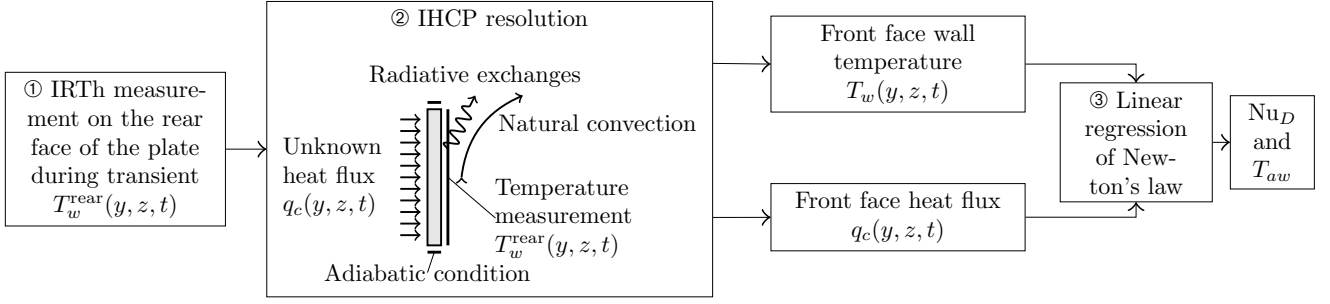 ① IRTh measure-
ment on the rear
face of the plate
during transient
T_w^rear(y, z, t)
② IHCP resolution
Radiative exchanges
Natural convection
Unknown
heat flux
q_c(y, z, t)
Temperature
measurement
T_w^rear(y, z, t)
Adiabatic condition
Front face wall
temperature
T_w(y, z, t)
Front face heat flux
q_c(y, z, t)
③ Linear
regression
of New-
ton's law
Nu_D
and
T_aw